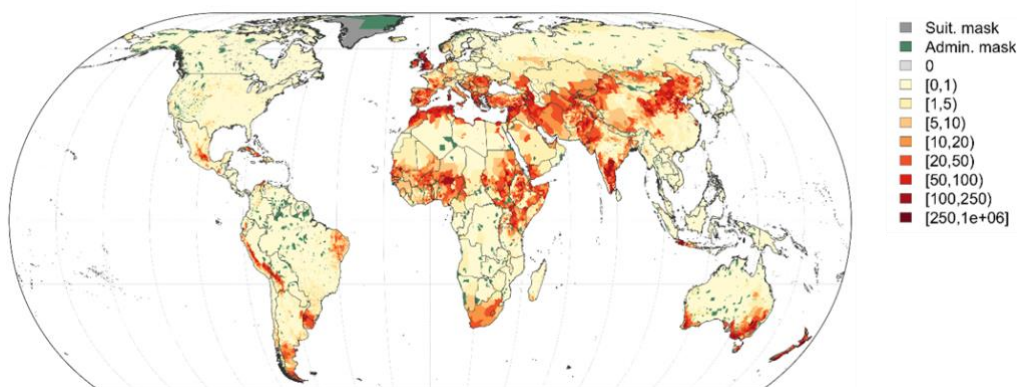 Suit. mask
Admin. mask
0
[0,1)
[1,5)
[5,10)
[10,20)
[20,50)
[50,100)
[100,250)
[250,1e+06]